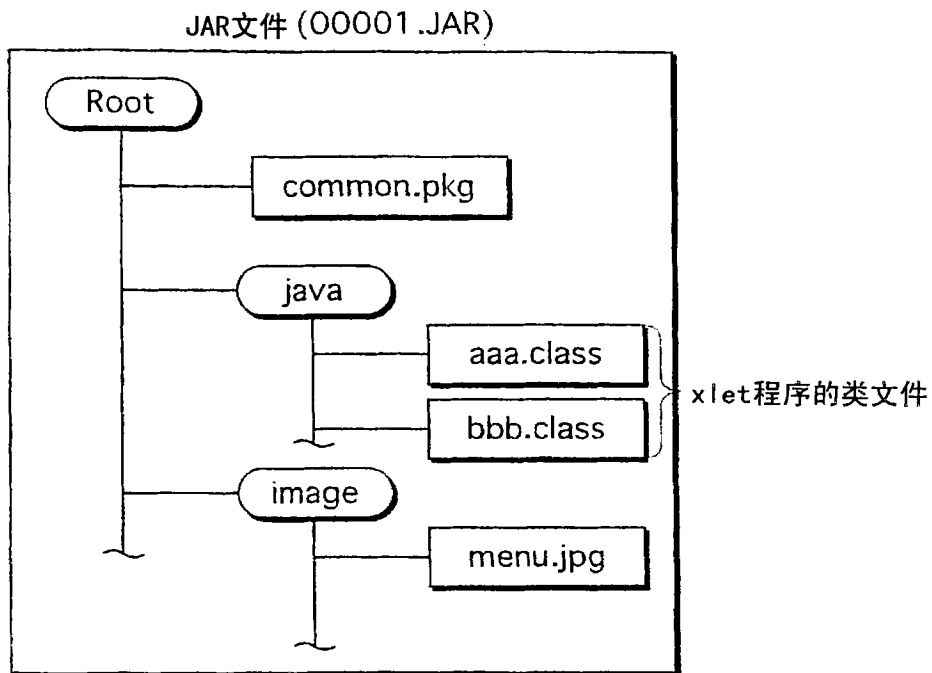 JAR文件 (00001.JAR)
Root
common.pkg
java
aaa.class
xlet程序的类文件
bbb.class
image
menu.jpg